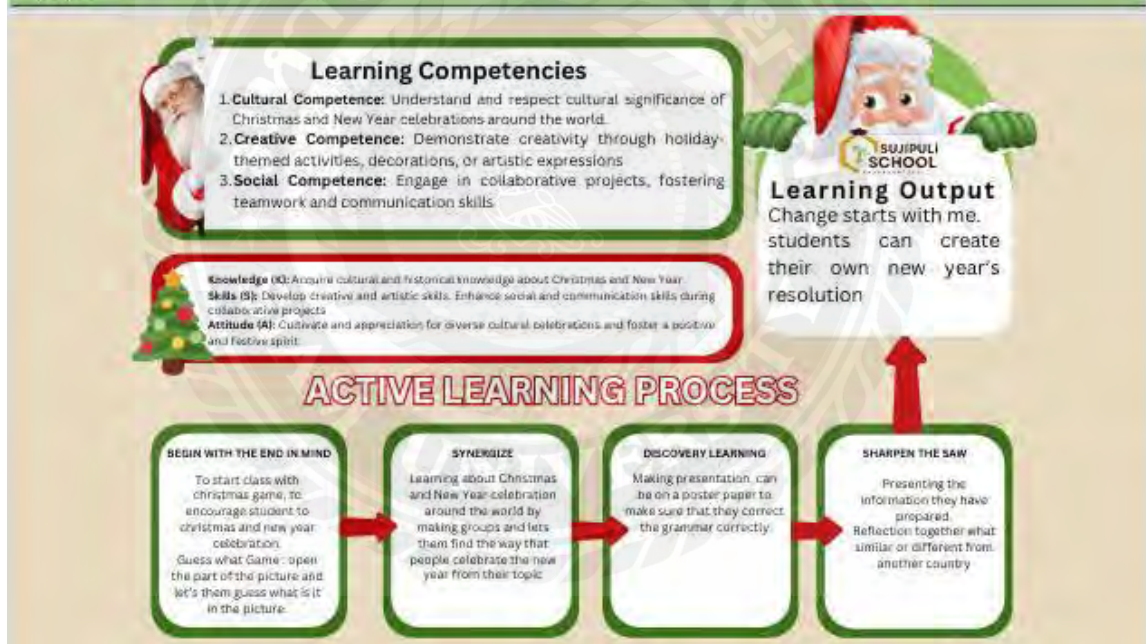 Learning Competencies
1. Cultural Competence: Understand and respect cultural significance of
Christmas and New Year celebrations around the world.
2. Creative Competence: Demonstrate creativity through holiday-
themed activities, decorations, or artistic expressions
3. Social Competence: Engage in collaborative projects, fostering
teamwork and communication skills
SUJIPULI
SCHOOL
Learning Output
Change starts with me.
students can create
their own new year's
resolution
Knowledge (K): Acquire cultural and historical knowledge about Christmas and New Year
Skills (S): Develop creative and artistic skills. Enhance social and communication skills during
collaborative projects
Attitude (A): Cultivate and appreciation for diverse cultural celebrations and foster a positive
and festive spirit.
ACTIVE LEARNING PROCESS
BEGIN WITH THE END IN MIND
To start class with
christmas game, to
encourage student to
christmas and new year
celebration.
Guess what Game : open
the part of the picture and
let's them guess what is it
in the picture.
SYNERGIZE
Learning about Christmas
and New Year celebration
around the world by
making groups and lets
them find the way that
people celebrate the new
year from their topic
DISCOVERY LEARNING
Making presentation, can
be on a poster paper to
make sure that they correct
the grammar correctly.
SHARPEN THE SAW
Presenting the
information they have
prepared.
Reflection together what
similar or different from
another country